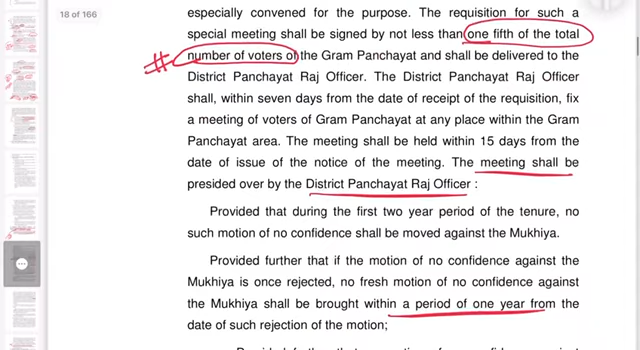 18 of 166
especially convened for the purpose. The requisition for such a
special meeting shall be signed by not less than one fifth of the total
number of voters of the Gram Panchayat and shall be delivered to the
District Panchayat Raj Officer. The District Panchayat Raj Officer
shall, within seven days from the date of receipt of the requisition, fix
a meeting of voters of Gram Panchayat at any place within the Gram
Panchayat area. The meeting shall be held within 15 days from the
date of issue of the notice of the meeting. The meeting shall be
presided over by the District Panchayat Raj Officer :
Provided that during the first two year period of the tenure, no
such motion of no confidence shall be moved against the Mukhiya.
Provided further that if the motion of no confidence against the
Mukhiya is once rejected, no fresh motion of no confidence against
the Mukhiya shall be brought within a period of one year from the
date of such rejection of the motion;